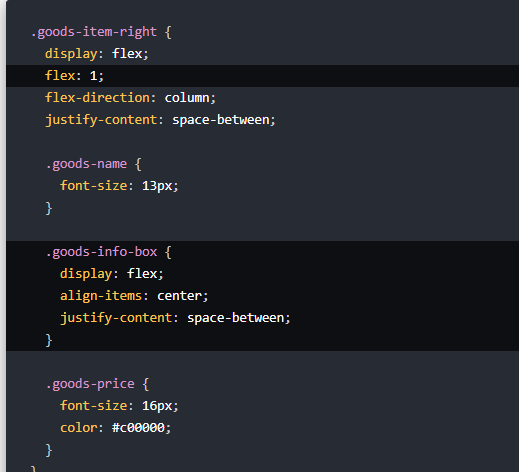 .goods-item-right {
display: flex;
flex: 1;
flex-direction: column;
justify-content: space-between;
.goods-name {
font-size: 13px;
}
.goods-info-box {
display: flex;
align-items: center;
justify-content: space-between;
}
.goods-price {
font-size: 16px;
color: #c00000;
}
}